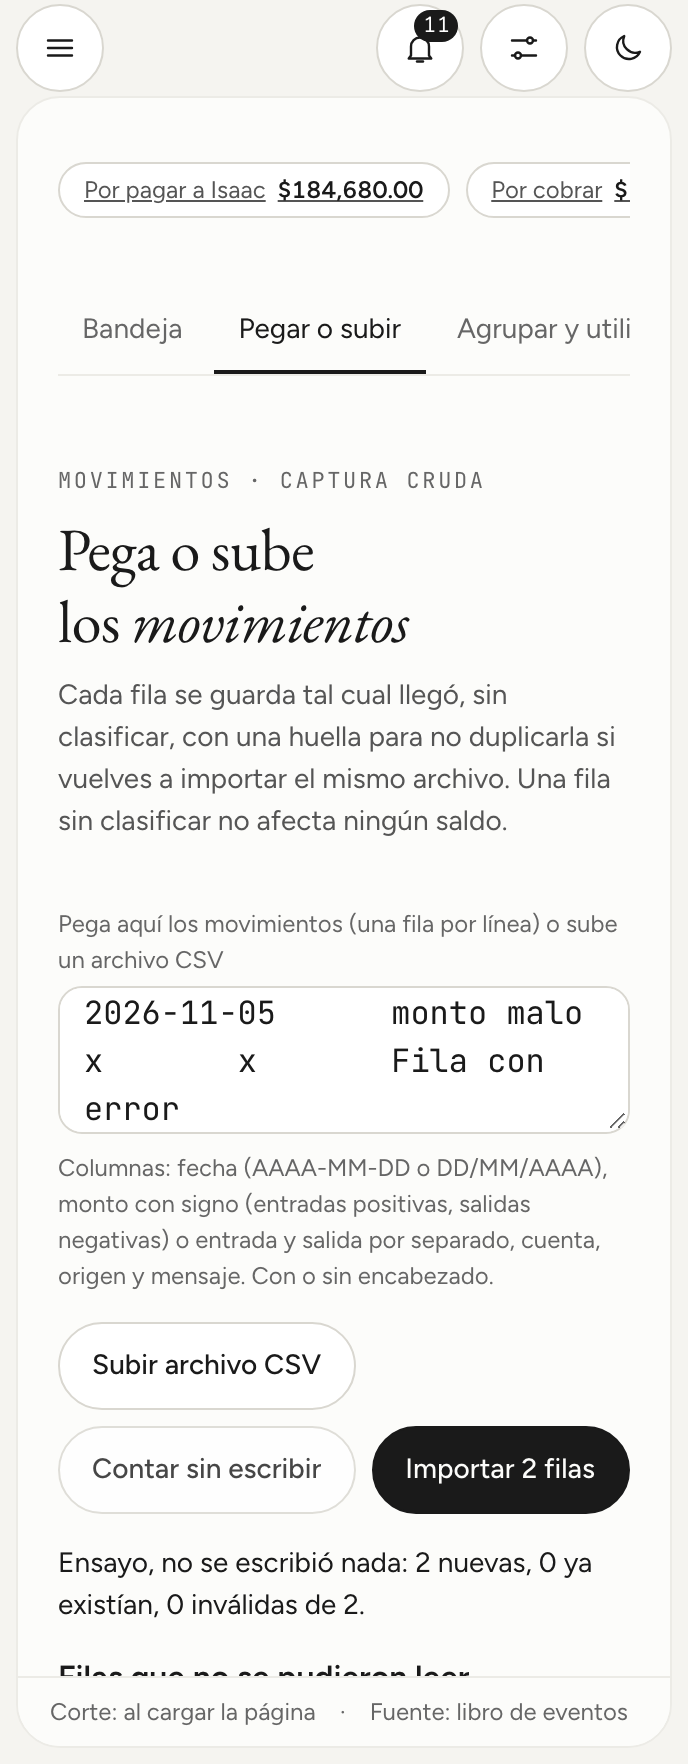 11
Por pagar a Isaac $184,680.00 Por cobrar $
Bandeja Pegar o subir Agrupar y utili
MOVIMIENTOS · CAPTURA CRUDA
Pega o sube
los movimientos
Cada fila se guarda tal cual llegó, sin
clasificar, con una huella para no duplicarla si
vuelves a importar el mismo archivo. Una fila
sin clasificar no afecta ningún saldo.
Pega aquí los movimientos (una fila por línea) o sube
un archivo CSV
2026-11-05 monto malo
x x Fila con
error
Columnas: fecha (AAAA-MM-DD o DD/MM/AAAA),
monto con signo (entradas positivas, salidas
negativas) o entrada y salida por separado, cuenta,
origen y mensaje. Con o sin encabezado.
Subir archivo CSV
Contar sin escribir Importar 2 filas
Ensayo, no se escribió nada: 2 nuevas, 0 ya
existían, 0 inválidas de 2.
Filas que no se pudieron leer
Corte: al cargar la página · Fuente: libro de eventos